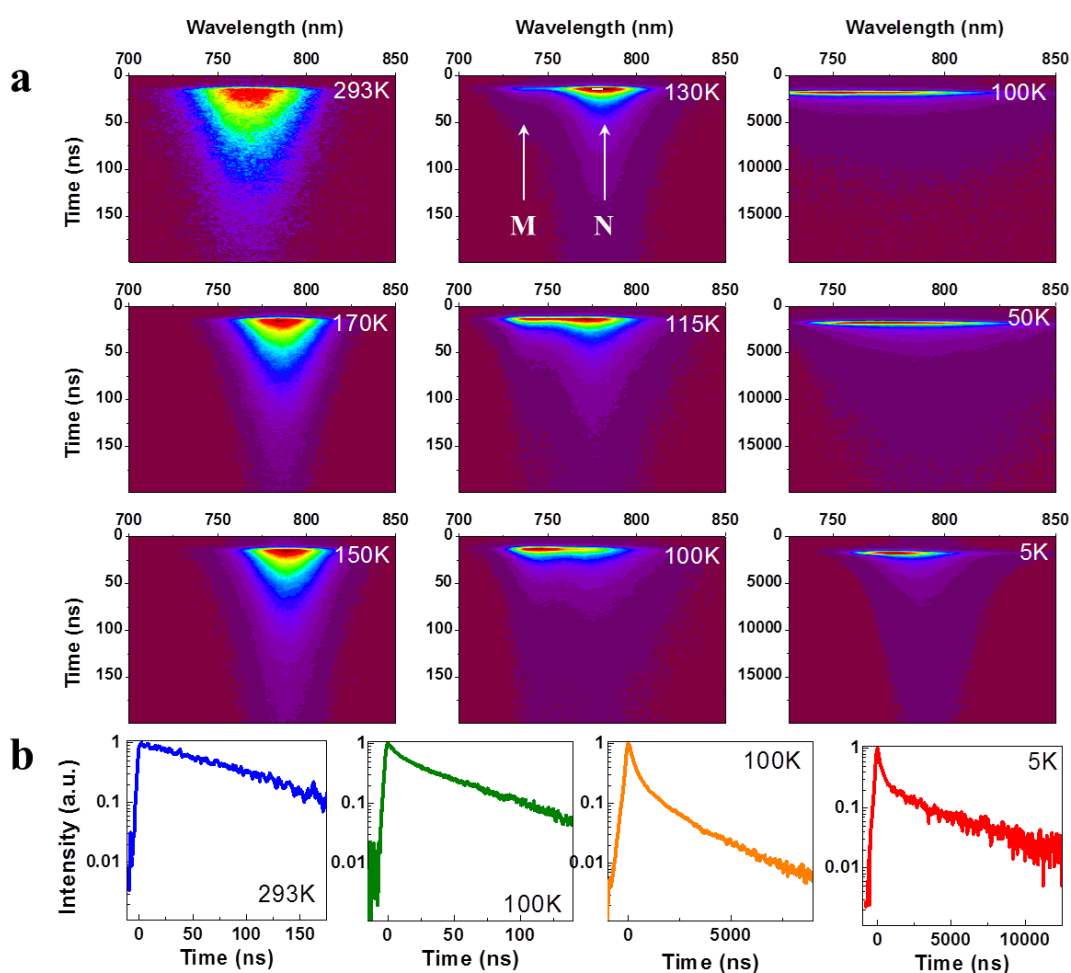 Wavelength (nm) Wavelength (nm) Wavelength (nm)
700 750 800 850 700 750 800 850 750 800 850
a
0 50 100 150
Time (ns)
293K
0 50 100 150
130K
M N
0 5000 10000 15000
100K
700 750 800 850 700 750 800 850 750 800 850
0 50 100 150
Time (ns)
170K
0 50 100 150
115K
0 5000 10000 15000
50K
700 750 800 850 700 750 800 850 750 800 850
0 50 100 150
Time (ns)
150K
0 50 100 150
100K
0 5000 10000 15000
5K
b
Intensity (a.u.)
1 0.1 0.01
293K
0 50 100 150
Time (ns)
1 0.1 0.01
100K
0 50 100
Time (ns)
1 0.1 0.01
100K
0 5000
Time (ns)
1 0.1 0.01
5K
0 5000 10000
Time (ns)